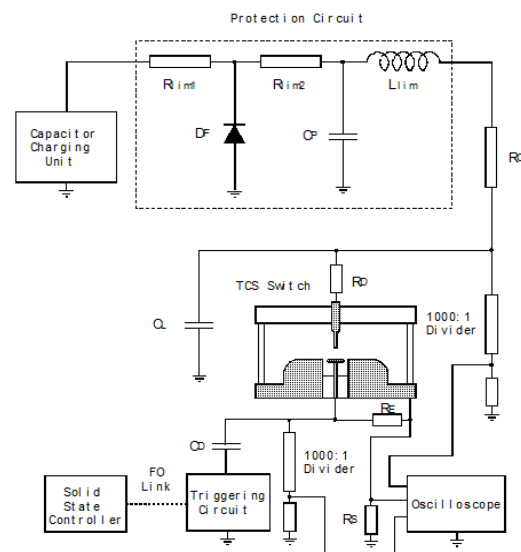 Protection Circuit
Rlim1
Rlim2
Llim
DF
CP
Capacitor
Charging
Unit
TCS Switch
RD
1000:1
Divider
CL
RE
CD
1000:1
Divider
FO
Link
Solid
State
Controller
Triggering
Circuit
RS
Oscilloscope